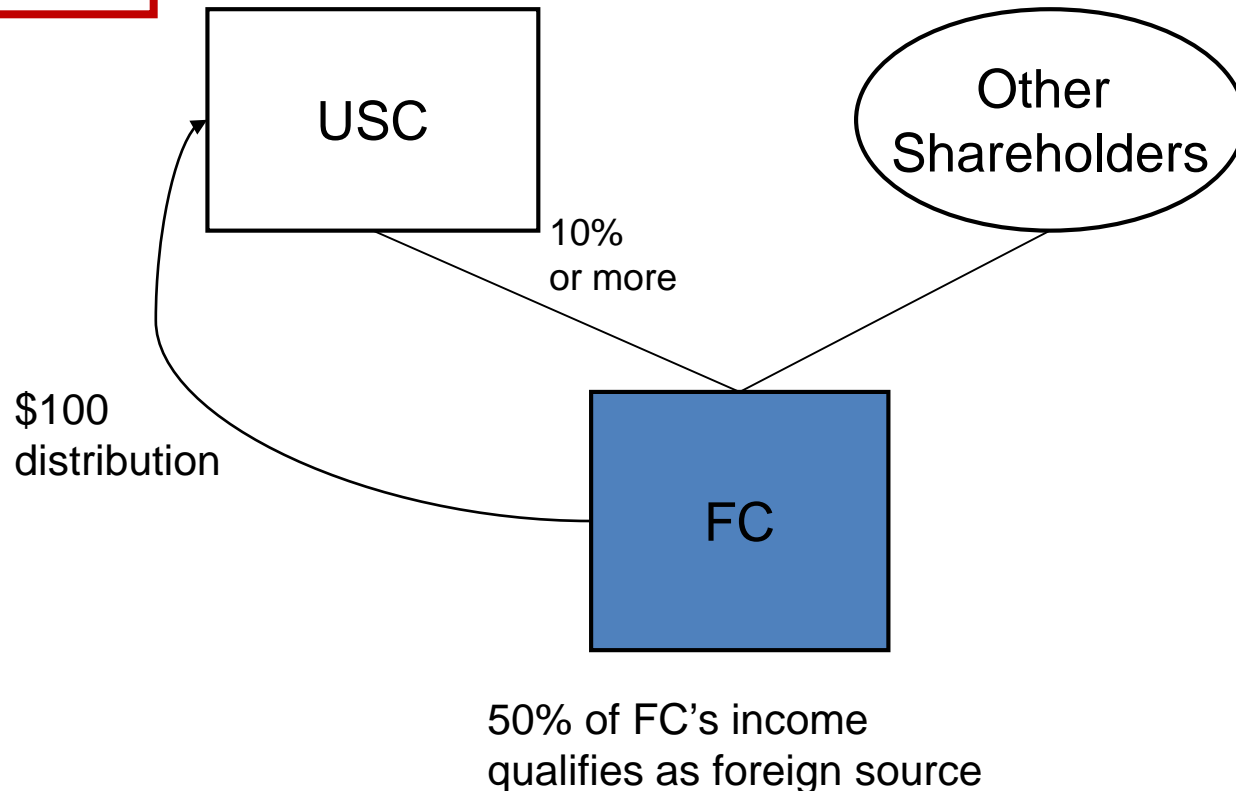 USC
Other
Shareholders
10%
or more
$100
distribution
FC
50% of FC’s income
qualifies as foreign source